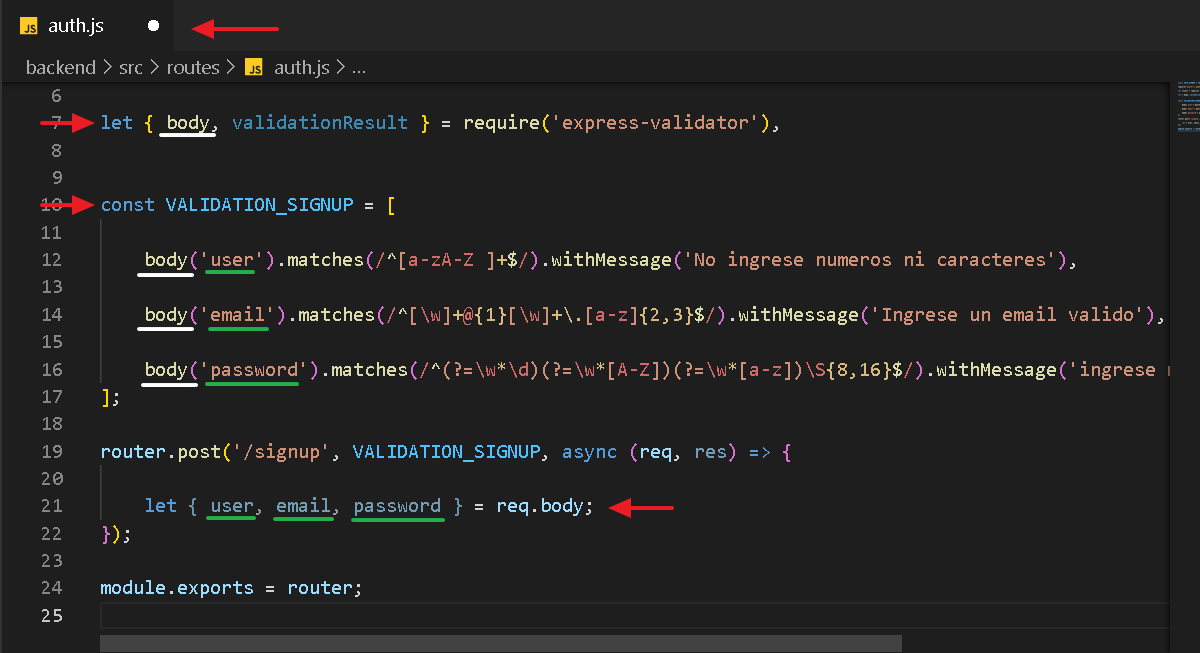 JS auth.js
backend > src > routes > JS auth.js > ...
6
7 let { body, validationResult } = require('express-validator'),
8
9
10 const VALIDATION_SIGNUP = [
11
12 body('user').matches(/^[a-zA-Z ]+$/).withMessage('No ingrese numeros ni caracteres'),
13
14 body('email').matches(/^[\w]+@{1}[\w]+\.[a-z]{2,3}$/).withMessage('Ingrese un email valido'),
15
16 body('password').matches(/^(?=\w*\d)(?=\w*[A-Z])(?=\w*[a-z])\S{8,16}$/).withMessage('ingrese
17 ];
18
19 router.post('/signup', VALIDATION_SIGNUP, async (req, res) => {
20
21 let { user, email, password } = req.body;
22 });
23
24 module.exports = router;
25